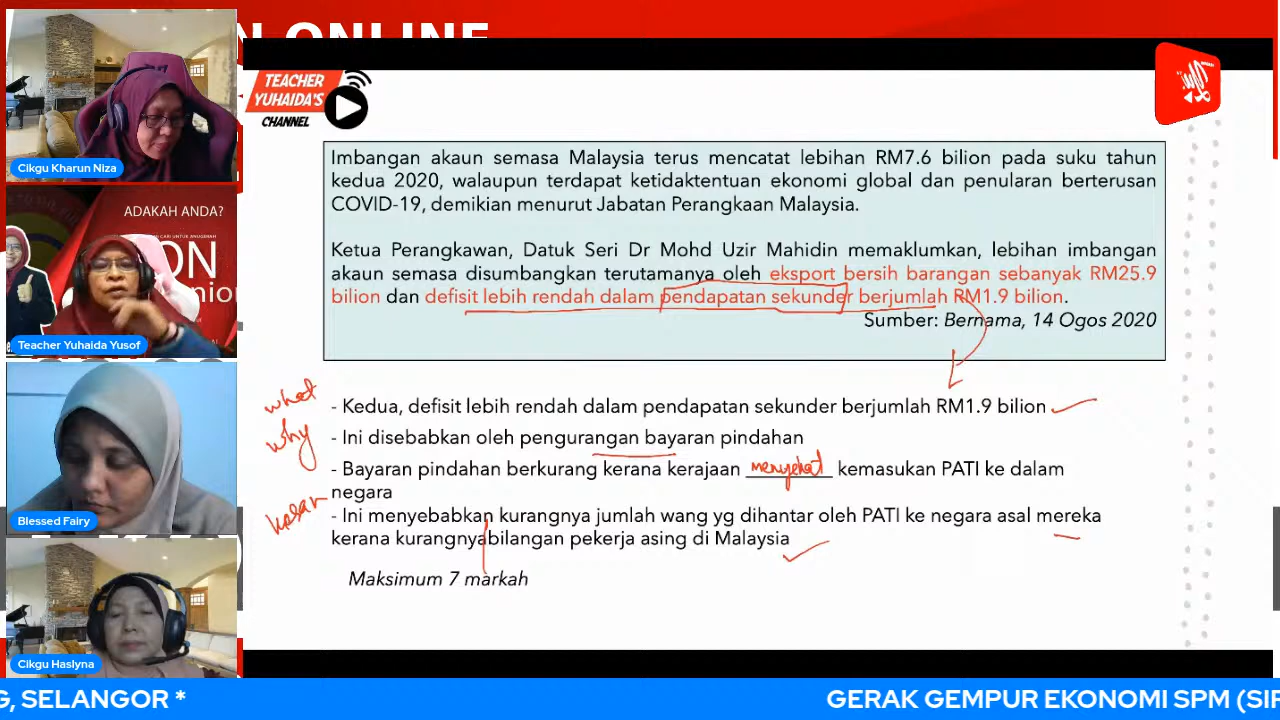 N ONLINE
TEACHER
YUHAIDA'S
CHANNEL
Cikgu Kharun Niza
ADAKAH ANDA?
ON
nior
Teacher Yuhaida Yusof
Blessed Fairy
Cikgu Haslyna
Imbangan akaun semasa Malaysia terus mencatat lebihan RM7.6 bilion pada suku tahun
kedua 2020, walaupun terdapat ketidaktentuan ekonomi global dan penularan berterusan
COVID-19, demikian menurut Jabatan Perangkaan Malaysia.
Ketua Perangkawan, Datuk Seri Dr Mohd Uzir Mahidin memaklumkan, lebihan imbangan
akaun semasa disumbangkan terutamanya oleh eksport bersih barangan sebanyak RM25.9
bilion dan defisit lebih rendah dalam pendapatan sekunder berjumlah RM1.9 bilion.
Sumber: Bernama, 14 Ogos 2020
what
- Kedua, defisit lebih rendah dalam pendapatan sekunder berjumlah RM1.9 bilion
why
- Ini disebabkan oleh pengurangan bayaran pindahan
- Bayaran pindahan berkurang kerana kerajaan menyekat kemasukan PATI ke dalam
negara
kesan
- Ini menyebabkan kurangnya jumlah wang yg dihantar oleh PATI ke negara asal mereka
kerana kurangnya bilangan pekerja asing di Malaysia
Maksimum 7 markah
G, SELANGOR *
GERAK GEMPUR EKONOMI SPM (SIF